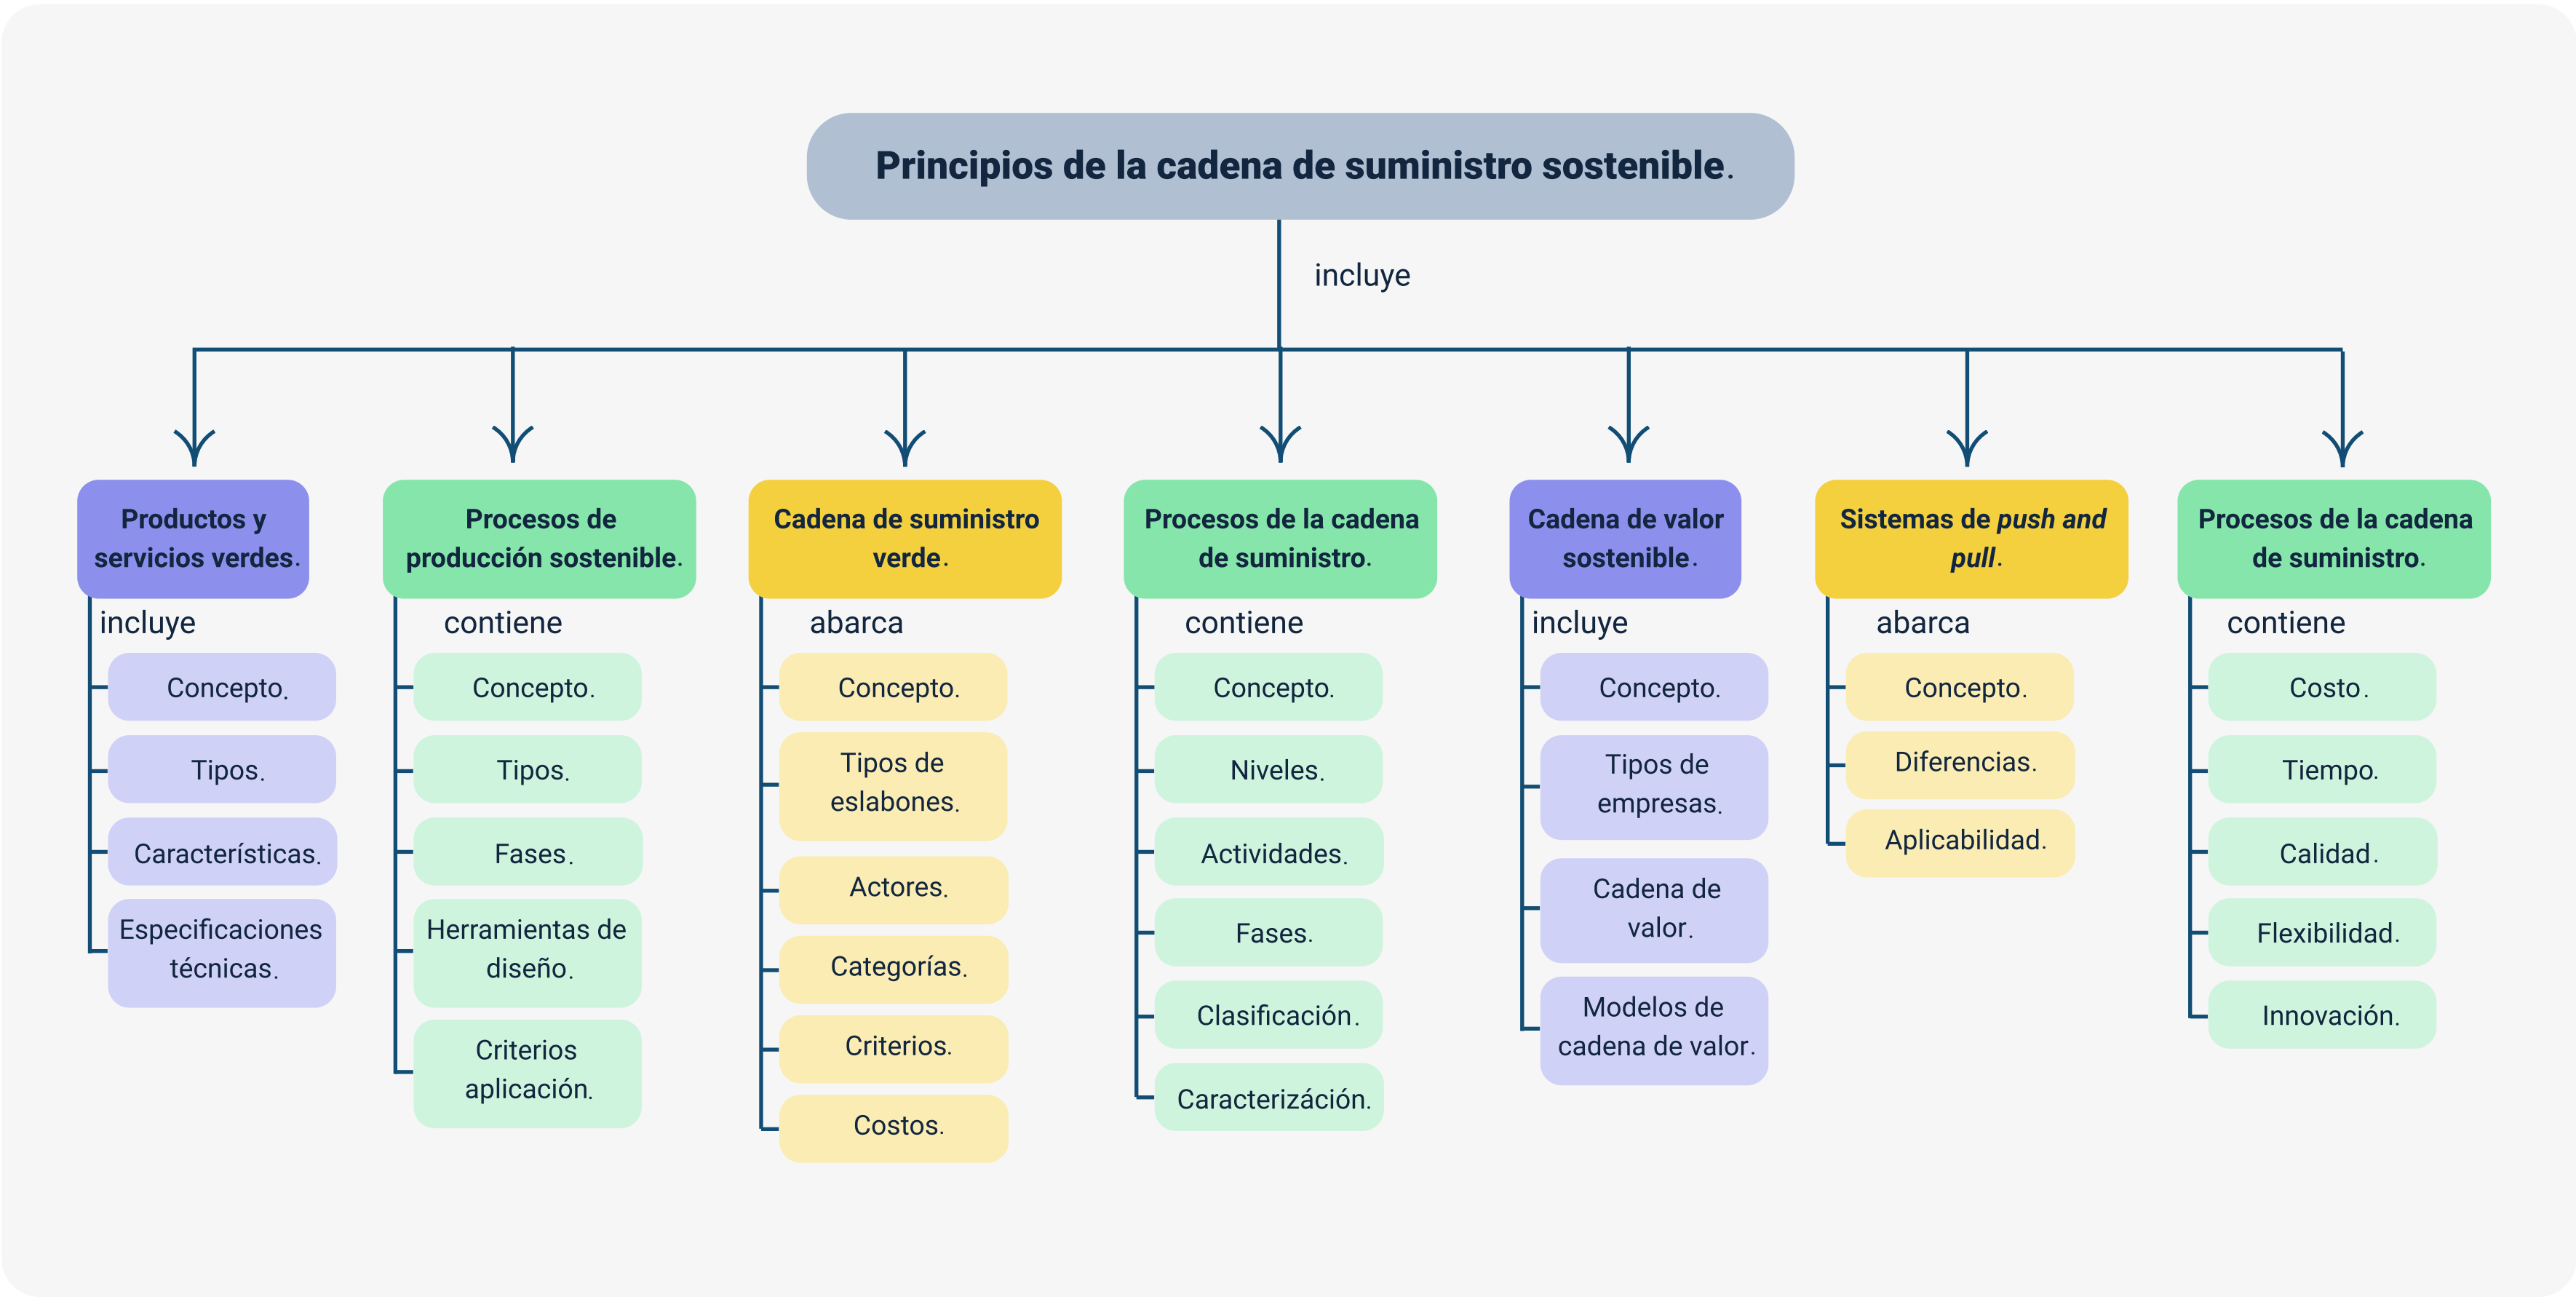 Principios de la cadena de suministro sostenible.
incluye
Productos y
servicios verdes.
incluye
Concepto.
Tipos.
Características.
Especificaciones
técnicas.
Procesos de
producción sostenible.
contiene
Concepto.
Tipos.
Fases.
Herramientas de
diseño.
Criterios
aplicación.
Cadena de suministro
verde.
abarca
Concepto.
Tipos de
eslabones.
Actores.
Categorías.
Criterios.
Costos.
Procesos de la cadena
de suministro.
contiene
Concepto.
Niveles.
Actividades.
Fases.
Clasificación.
Caracterizáción.
Cadena de valor
sostenible.
incluye
Concepto.
Tipos de
empresas.
Cadena de
valor.
Modelos de
cadena de valor.
Sistemas de push and
pull.
abarca
Concepto.
Diferencias.
Aplicabilidad.
Procesos de la cadena
de suministro.
contiene
Costo.
Tiempo.
Calidad.
Flexibilidad.
Innovación.